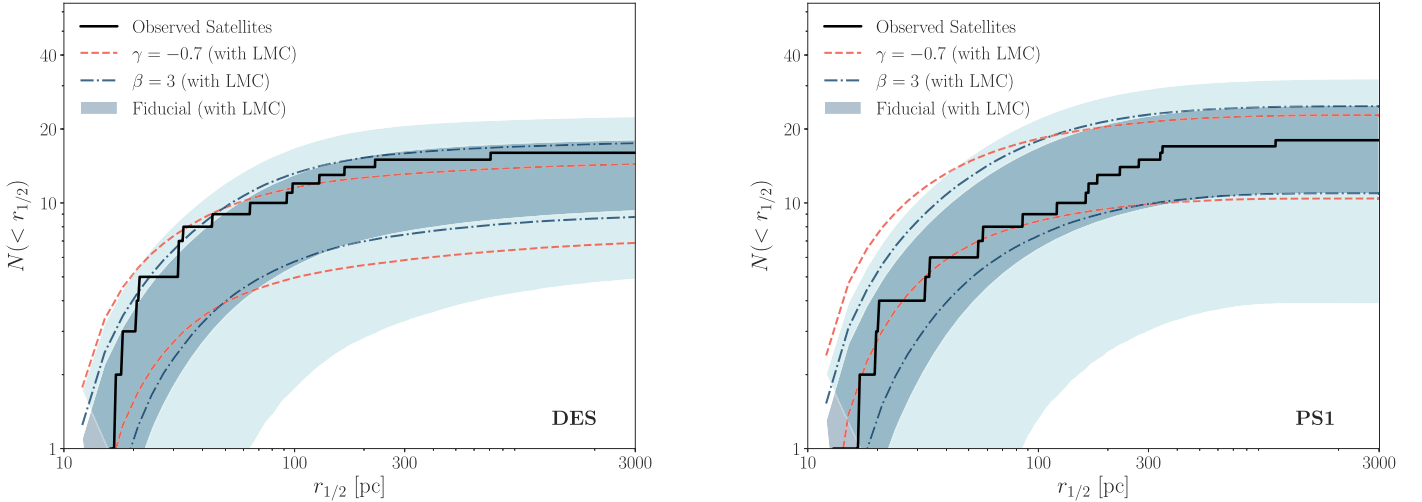 40
20
10
1
N(< r₁/₂)
Observed Satellites
γ = −0.7 (with LMC)
β = 3 (with LMC)
Fiducial (with LMC)
DES
10
100
300
3000
r₁/₂ [pc]
40
20
10
1
N(< r₁/₂)
Observed Satellites
γ = −0.7 (with LMC)
β = 3 (with LMC)
Fiducial (with LMC)
PS1
10
100
300
3000
r₁/₂ [pc]